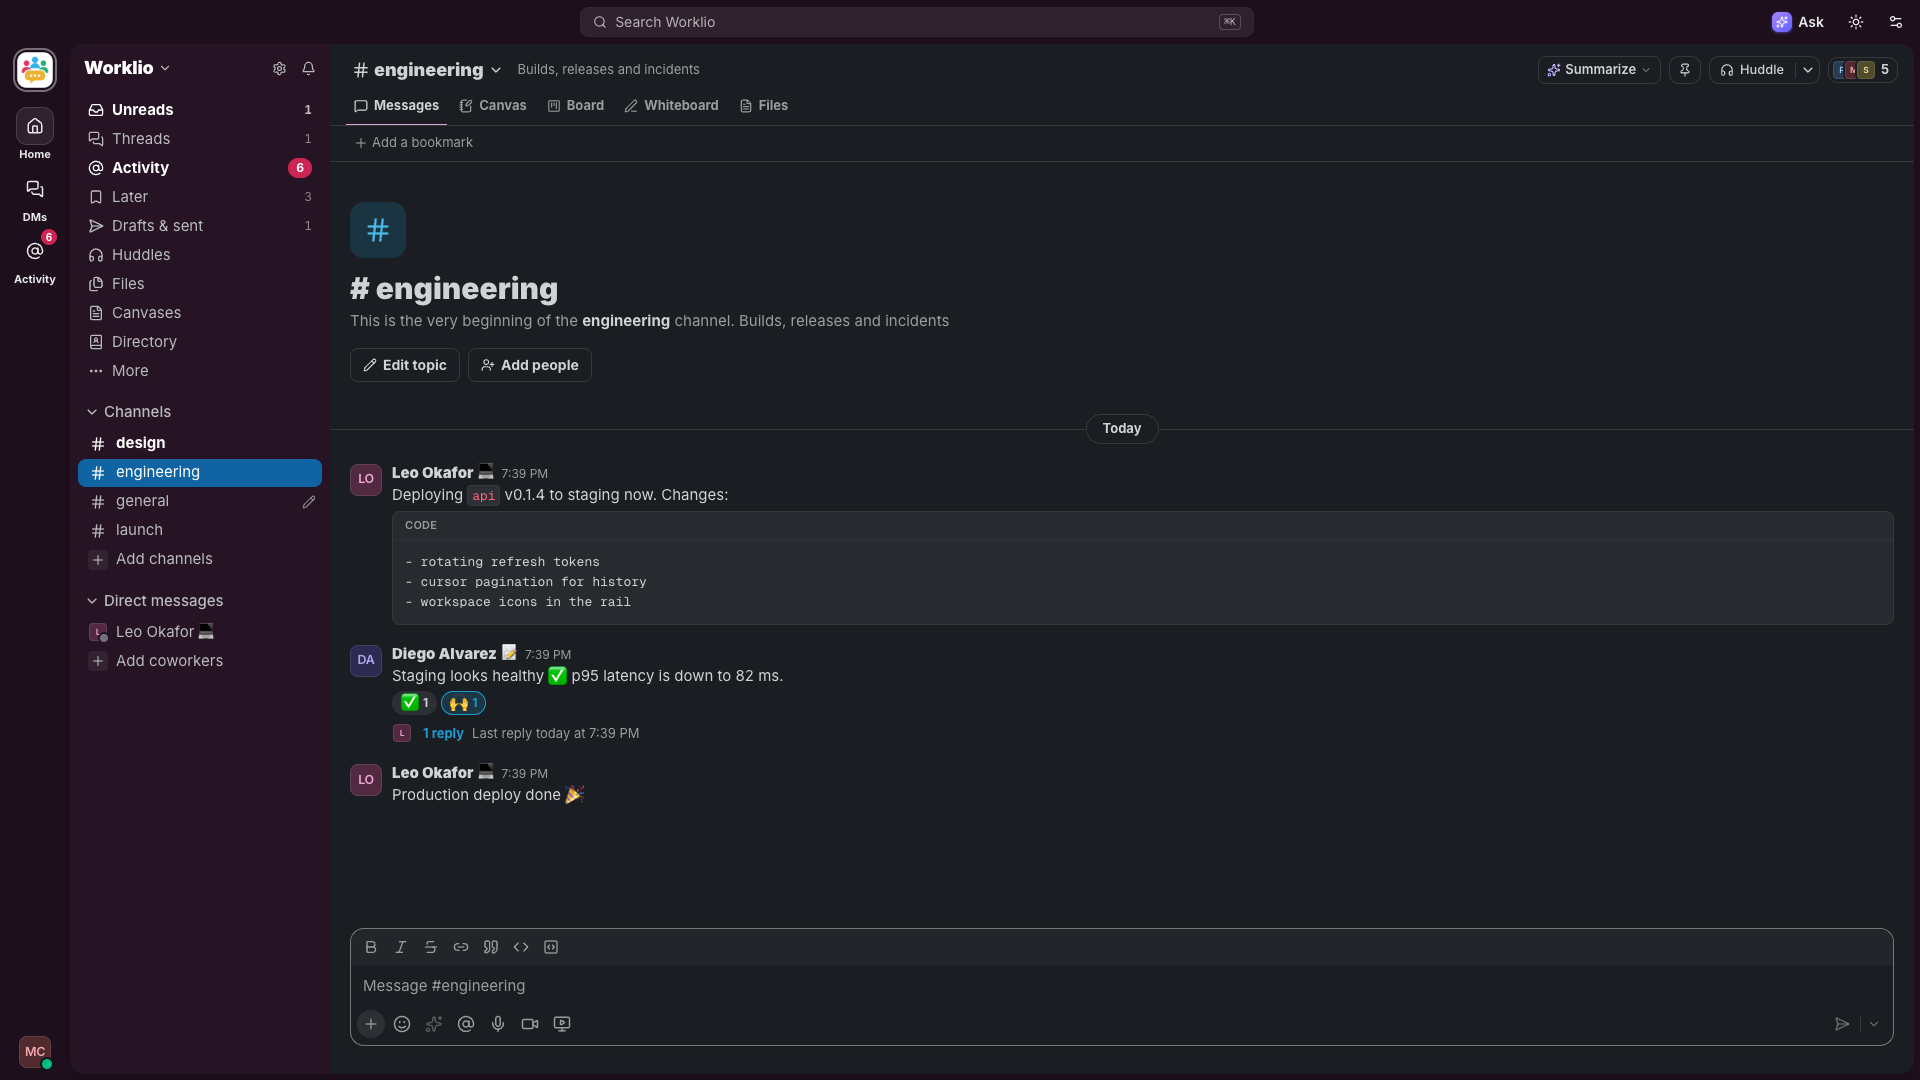 Search Worklio
⌘K
Ask
Home
DMs
6
Activity
MC
Worklio
Unreads 1
Threads 1
Activity 6
Later 3
Drafts & sent 1
Huddles
Files
Canvases
Directory
More
Channels
design
engineering
general
launch
Add channels
Direct messages
L Leo Okafor
Add coworkers
# engineering
Builds, releases and incidents
Summarize
Huddle
F M S 5
Messages
Canvas
Board
Whiteboard
Files
Add a bookmark
#
# engineering
This is the very beginning of the engineering channel. Builds, releases and incidents
Edit topic
Add people
Today
LO
Leo Okafor 7:39 PM
Deploying api v0.1.4 to staging now. Changes:
CODE
- rotating refresh tokens
- cursor pagination for history
- workspace icons in the rail
DA
Diego Alvarez 7:39 PM
Staging looks healthy ✅ p95 latency is down to 82 ms.
✅ 1 🙌 1
L 1 reply Last reply today at 7:39 PM
LO
Leo Okafor 7:39 PM
Production deploy done 🎉
Message #engineering